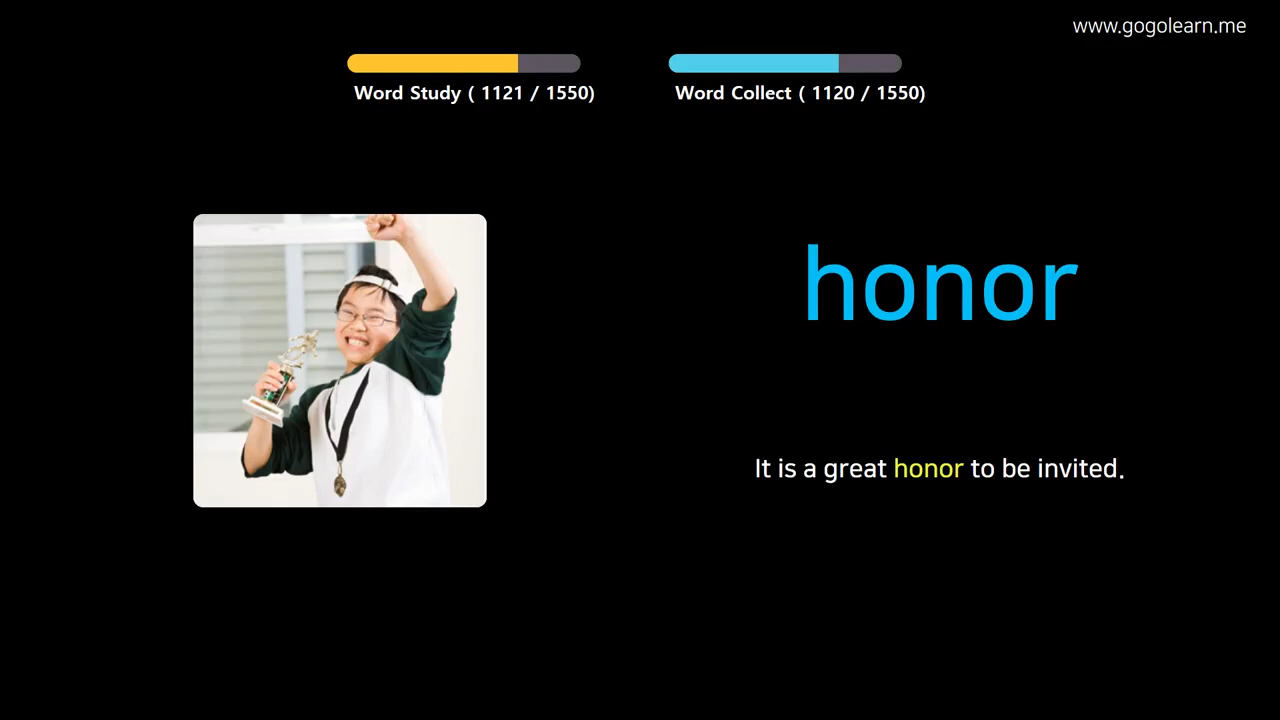 www.gogolearn.me
Word Study ( 1121 / 1550)
Word Collect ( 1120 / 1550)
honor
It is a great honor to be invited.